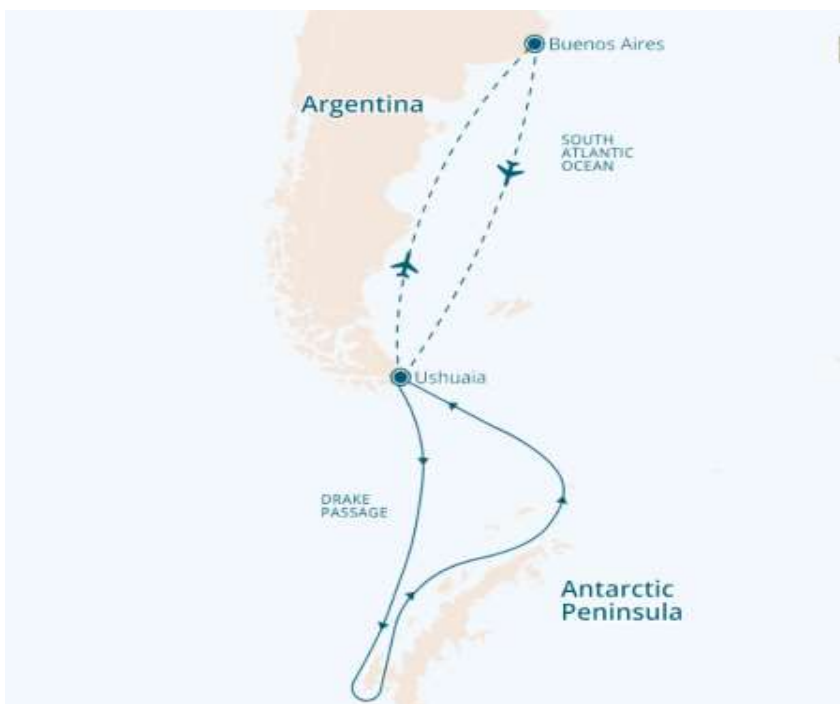 Buenos Aires
Argentina
SOUTH
ATLANTIC
OCEAN
Ushuaia
DRAKE
PASSAGE
Antarctic
Peninsula